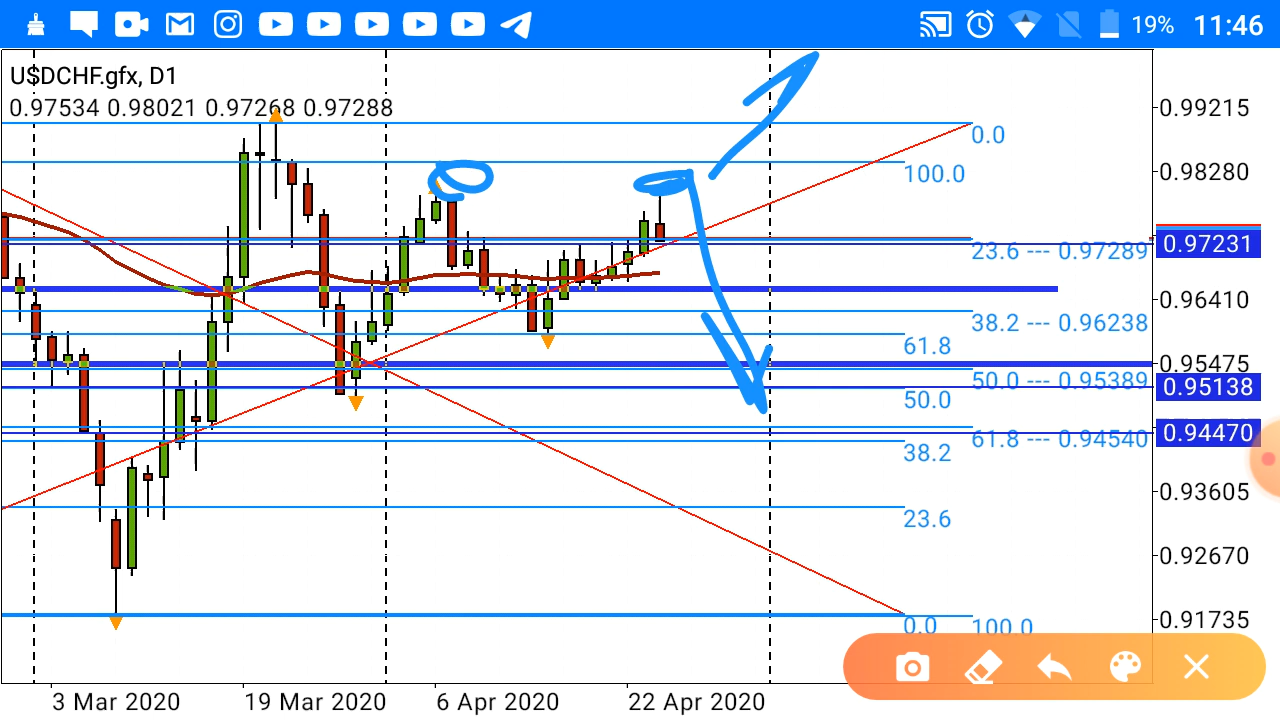 19% 11:46
U$DCHF.gfx, D1
0.97534 0.98021 0.97268 0.97288
0.99215
0.0
100.0
0.98280
0.97231
23.6 --- 0.97289
0.96410
38.2 --- 0.96238
61.8
0.95475
50.0 --- 0.95389
0.95138
50.0
0.94470
61.8 --- 0.94540
38.2
0.93605
23.6
0.92670
0.91735
0.0
100.0
3 Mar 2020 19 Mar 2020 6 Apr 2020 22 Apr 2020